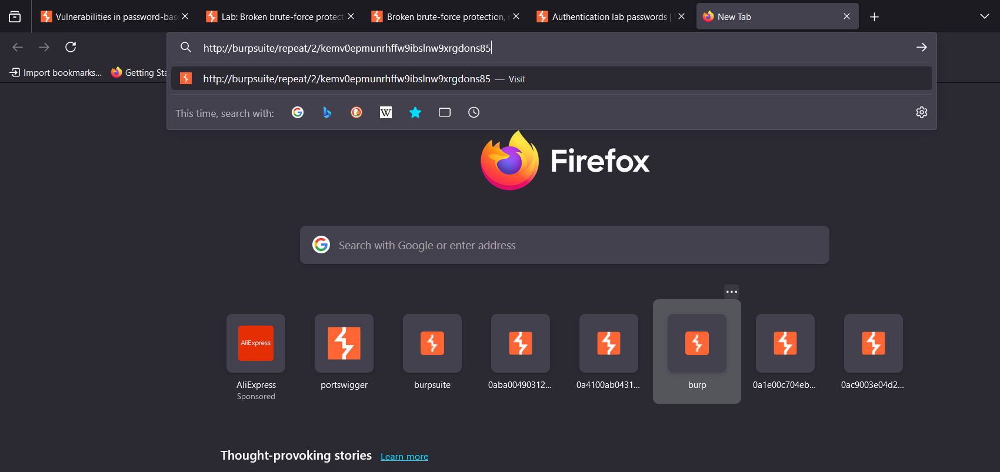 Vulnerabilities in password-bas
Lab: Broken brute-force protect
Broken brute-force protection,
Authentication lab passwords |
New Tab
http://burpsuite/repeat/2/kemv0epmunrhffw9ibslnw9xrgdons85
Import bookmarks...
Getting Sta
http://burpsuite/repeat/2/kemv0epmunrhffw9ibslnw9xrgdons85 — Visit
This time, search with:
W
Firefox
Search with Google or enter address
AliExpress
AliExpress
Sponsored
portswigger
burpsuite
0aba00490312...
0a4100ab0431...
burp
0a1e00c704eb...
0ac9003e04d2...
Thought-provoking stories Learn more